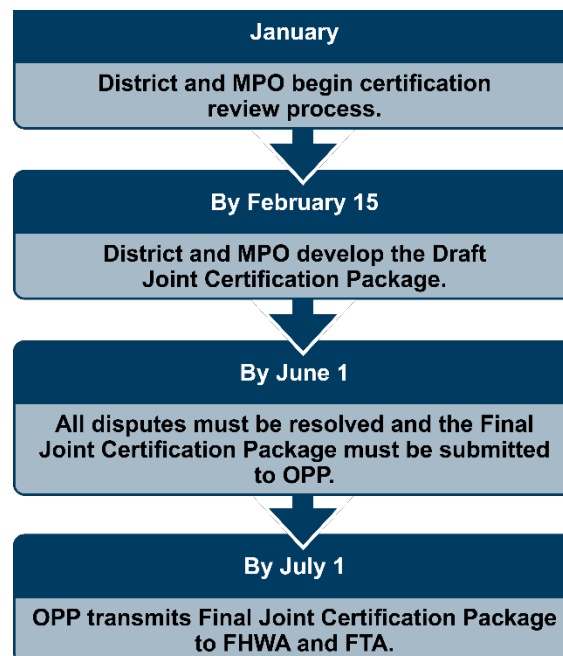 January
District and MPO begin certification
review process.
By February 15
District and MPO develop the Draft
Joint Certification Package.
By June 1
All disputes must be resolved and the Final
Joint Certification Package must be submitted
to OPP.
By July 1
OPP transmits Final Joint Certification Package
to FHWA and FTA.